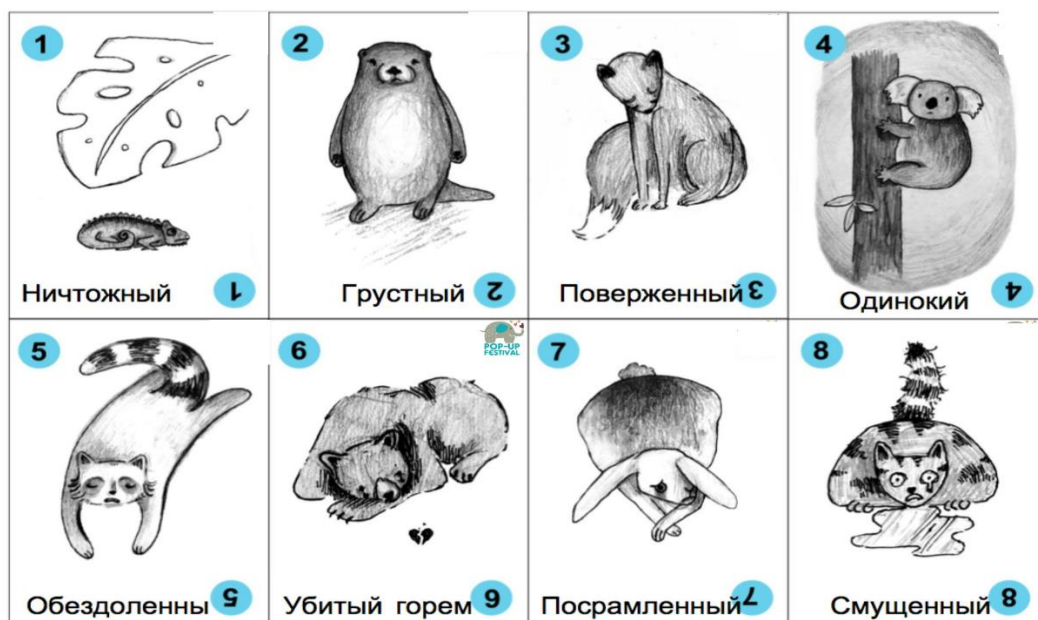 1
2
3
4
Ничтожный 1
Грустный 2
Поверженный 3
Одинокий 4
5
6
POP-UP
FESTIVAL
7
8
Обездоленны 5
Убитый горем 6
Посрамленный 7
Смущенный 8